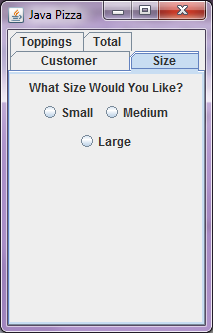 Java Pizza
Toppings Total
Customer Size
What Size Would You Like?
Small Medium
Large